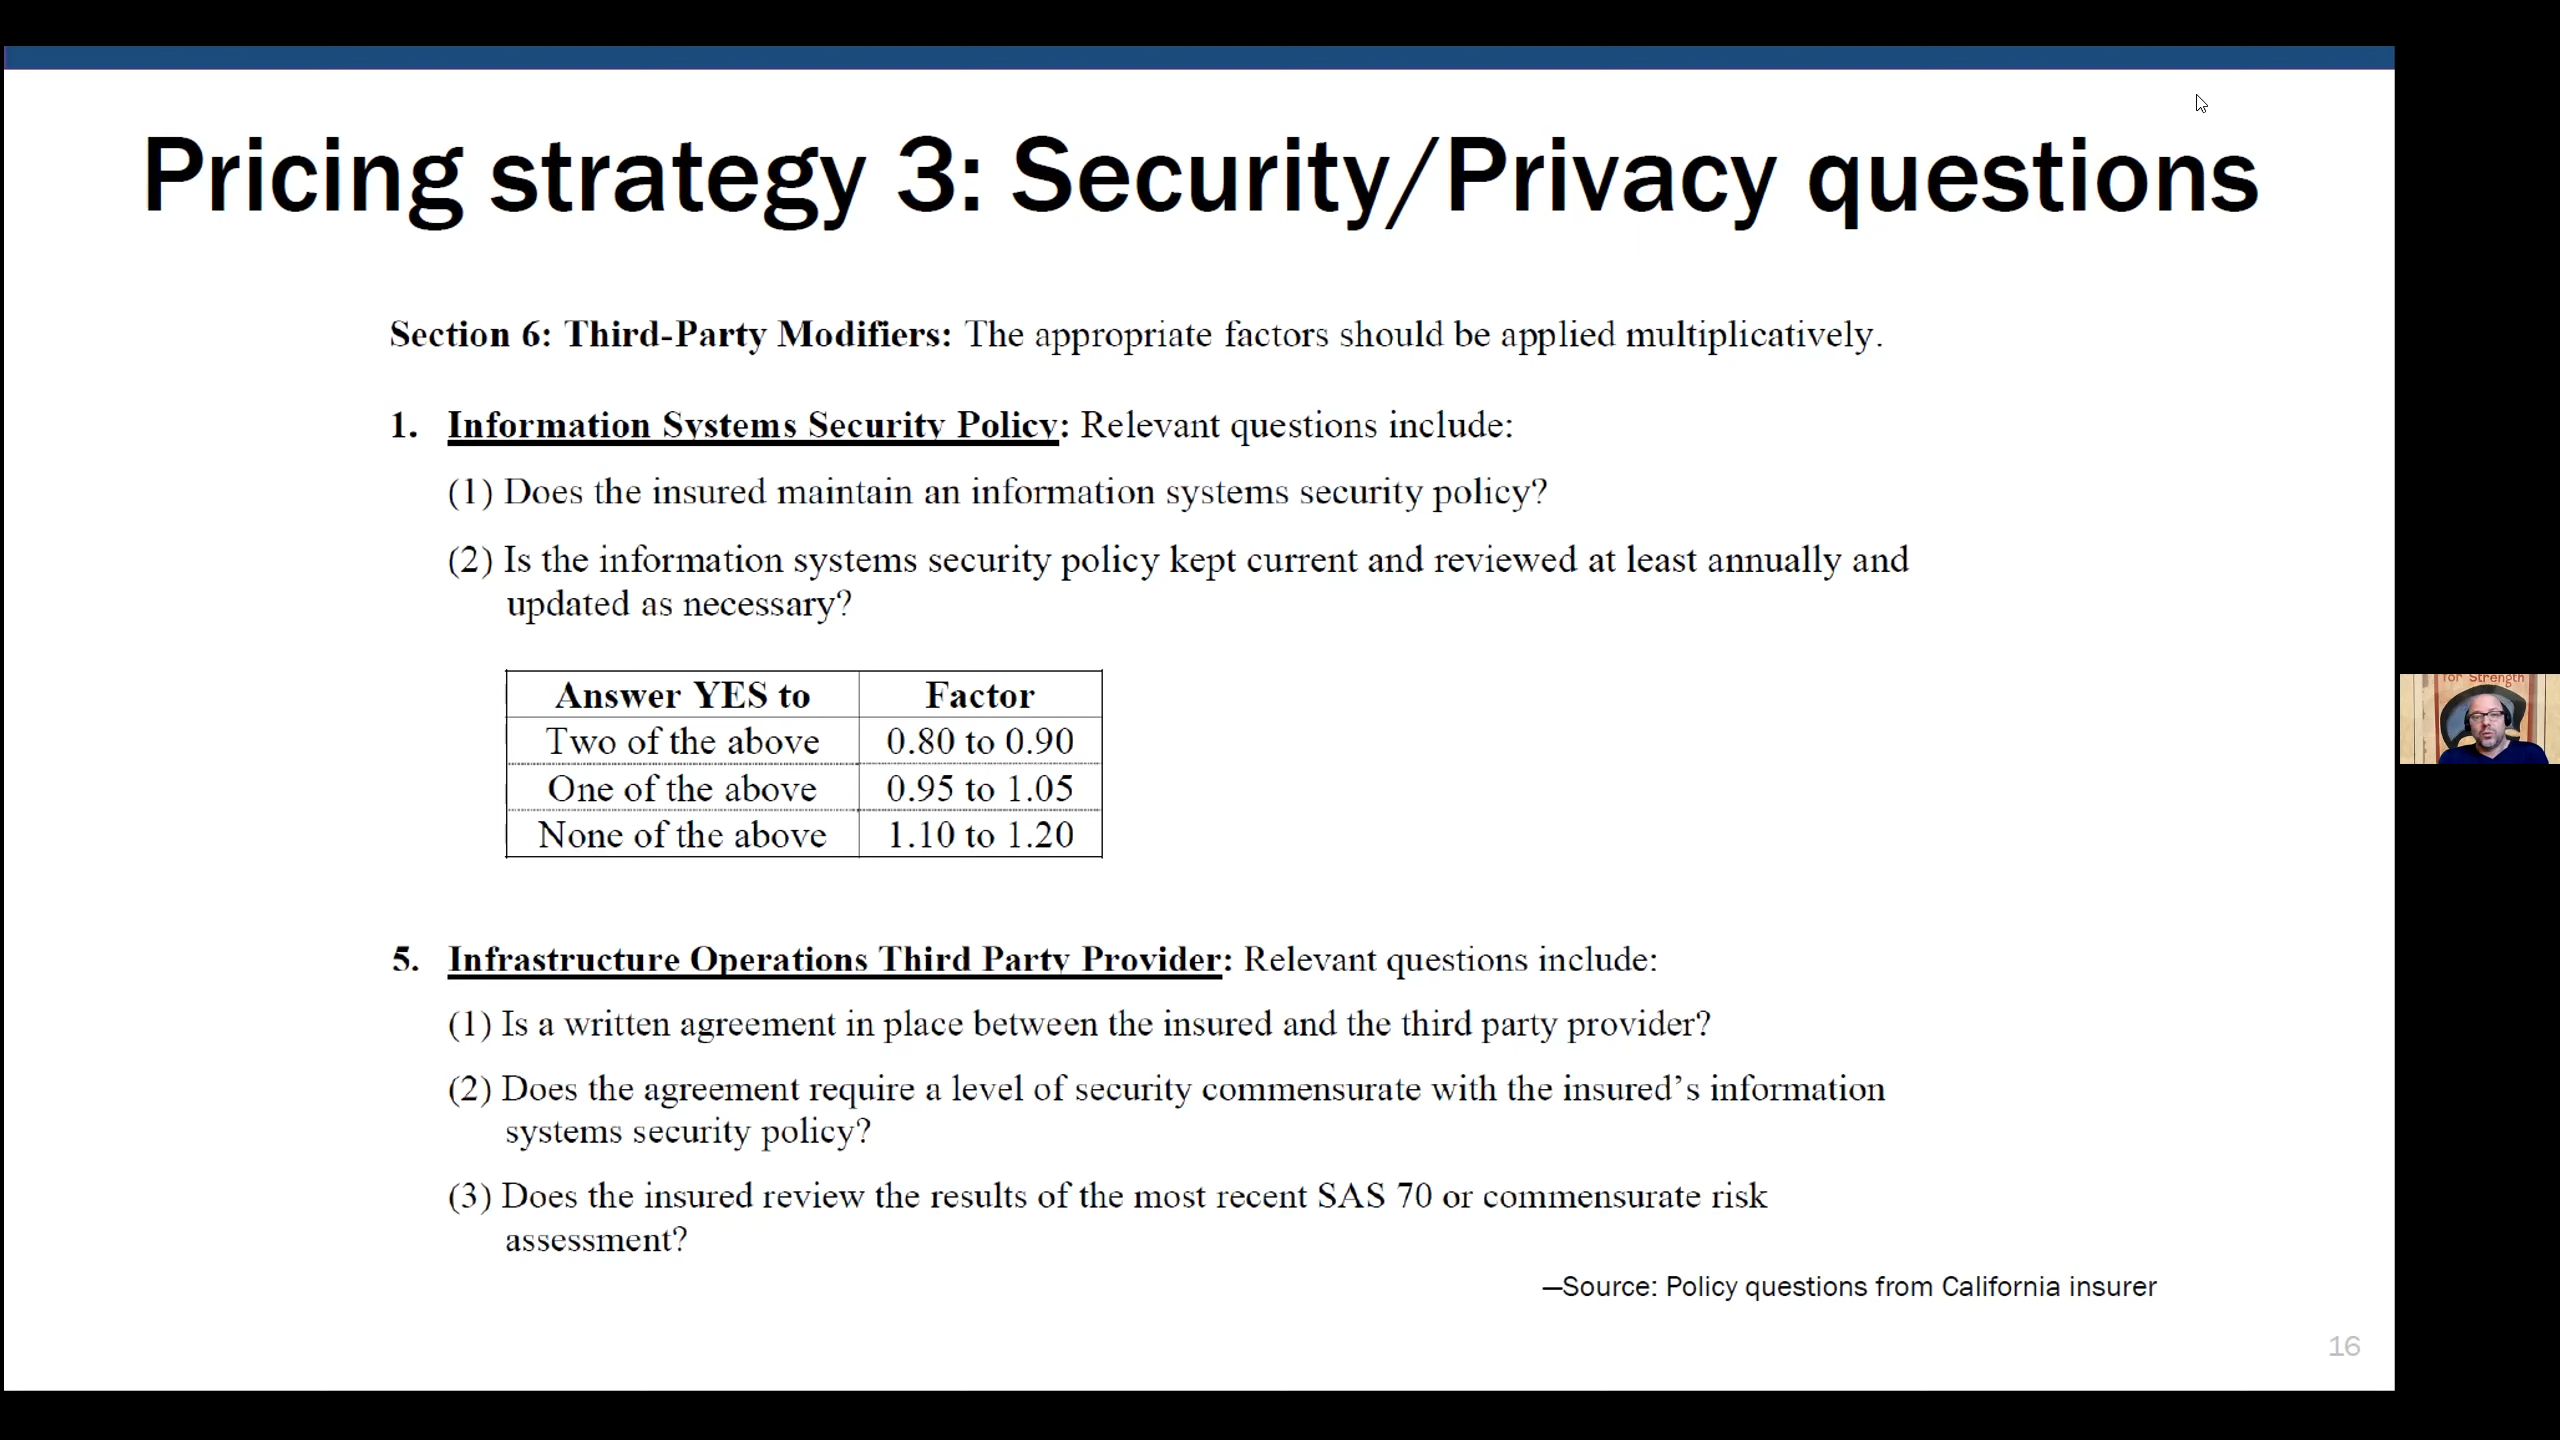 Pricing strategy 3: Security/Privacy questions
Section 6: Third-Party Modifiers: The appropriate factors should be applied multiplicatively.
1. Information Systems Security Policy: Relevant questions include:
(1) Does the insured maintain an information systems security policy?
(2) Is the information systems security policy kept current and reviewed at least annually and
updated as necessary?
Answer YES to Factor
Two of the above 0.80 to 0.90
One of the above 0.95 to 1.05
None of the above 1.10 to 1.20
for Strength
5. Infrastructure Operations Third Party Provider: Relevant questions include:
(1) Is a written agreement in place between the insured and the third party provider?
(2) Does the agreement require a level of security commensurate with the insured’s information
systems security policy?
(3) Does the insured review the results of the most recent SAS 70 or commensurate risk
assessment?
—Source: Policy questions from California insurer
16